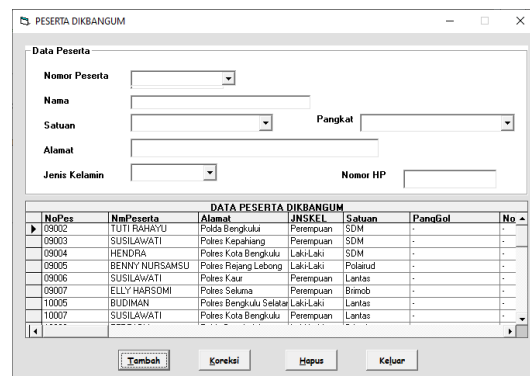 PESERTA DIKBANGUM
Data Peserta
Nomor Peserta
Nama
Satuan Pangkat
Alamat
Jenis Kelamin Nomor HP
DATA PESERTA DIKBANGUM
NoPes NmPeserta Alamat JNSKEL Satuan PangGol No
09002 TUTI RAHAYU Polda Bengkului Perempuan SDM - -
09003 SUSILAWATI Polres Kepahiang Perempuan SDM - -
09004 HENDRA Polres Kota Bengkulu Laki-Laki SDM - -
09005 BENNY NURSAMSU Polres Rejang Lebong Laki-Laki Polairud - -
09006 SUSILAWATI Polres Kaur Perempuan Lantas - -
09007 ELLY HARSOMI Polres Seluma Perempuan Brimob - -
10005 BUDIMAN Polres Bengkulu Selatan Laki-Laki Lantas - -
10007 SUSILAWATI Polres Kota Bengkulu Perempuan Lantas - -
Tambah Koreksi Hapus Keluar